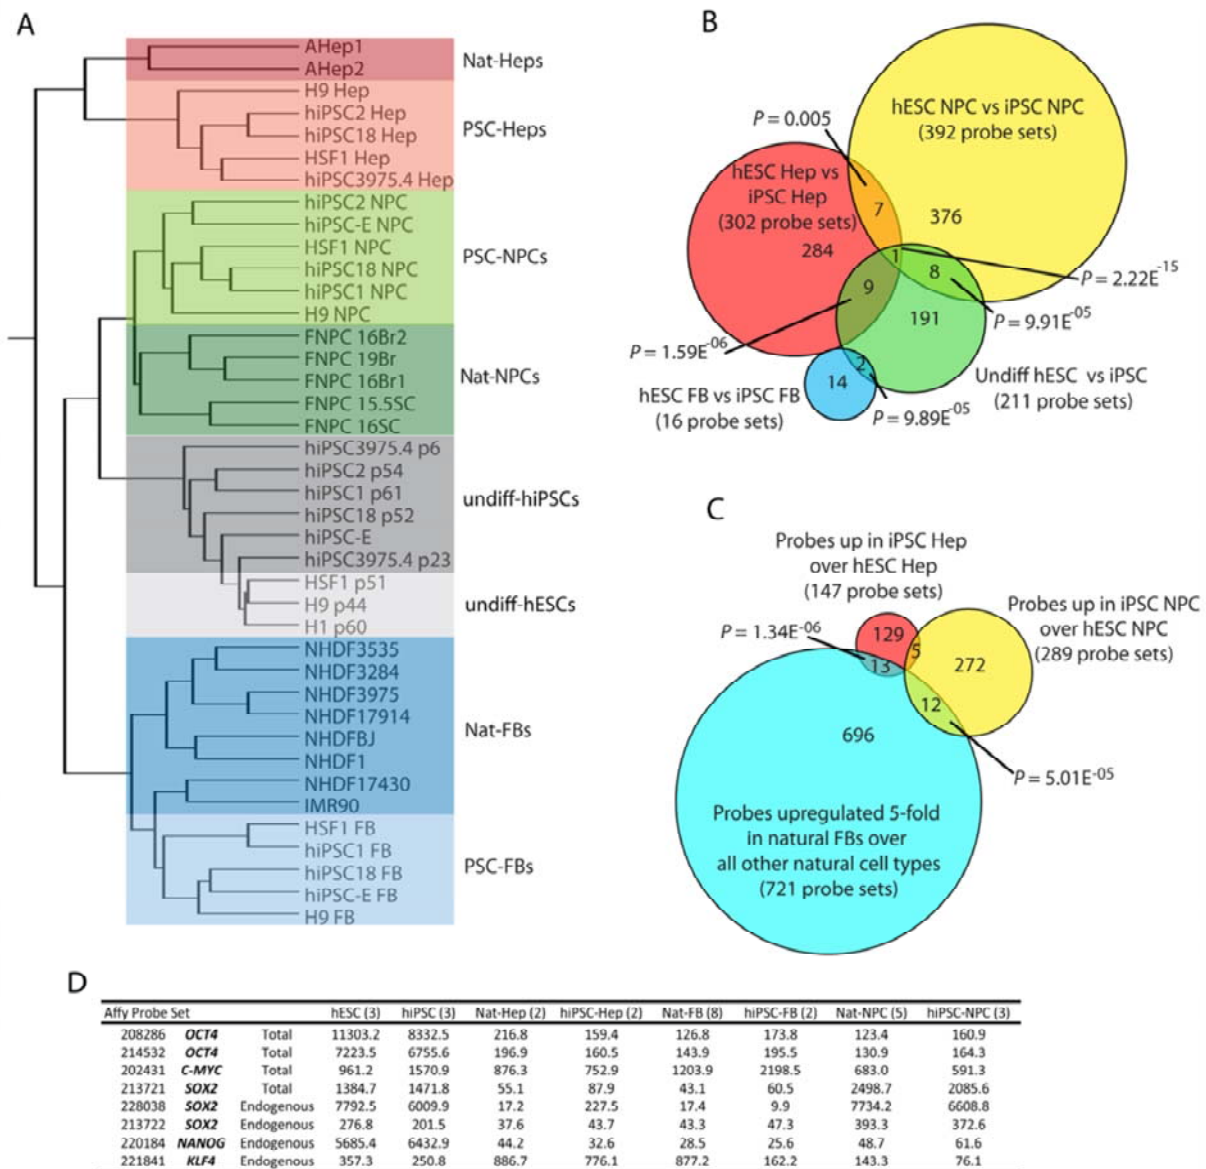 A
AHep1
AHep2
Nat-Heps
H9 Hep
hiPSC2 Hep
hiPSC18 Hep
HSF1 Hep
hiPSC3975.4 Hep
PSC-Heps
hiPSC2 NPC
hiPSC-E NPC
HSF1 NPC
hiPSC18 NPC
hiPSC1 NPC
H9 NPC
PSC-NPCs
FNPC 16Br2
FNPC 19Br
FNPC 16Br1
FNPC 15.5SC
FNPC 16SC
Nat-NPCs
hiPSC3975.4 p6
hiPSC2 p54
hiPSC1 p61
hiPSC18 p52
hiPSC-E
hiPSC3975.4 p23
undiff-hiPSCs
HSF1 p51
H9 p44
H1 p60
undiff-hESCs
NHDF3535
NHDF3284
NHDF3975
NHDF17914
NHDFBJ
NHDF1
NHDF17430
IMR90
Nat-FBs
HSF1 FB
hiPSC1 FB
hiPSC18 FB
hiPSC-E FB
H9 FB
PSC-FBs
B
hESC NPC vs iPSC NPC
(392 probe sets)
P = 0.005
hESC Hep vs
iPSC Hep
(302 probe sets)
7
376
284
1
8
P = 2.22E-15
9
191
P = 9.91E-05
P = 1.59E-06
2
14
hESC FB vs iPSC FB
(16 probe sets)
Undiff hESC vs iPSC
(211 probe sets)
P = 9.89E-05
C
Probes up in iPSC Hep
over hESC Hep
(147 probe sets)
Probes up in iPSC NPC
over hESC NPC
(289 probe sets)
P = 1.34E-06
129
5
13
272
12
696
P = 5.01E-05
Probes upregulated 5-fold
in natural FBs over
all other natural cell types
(721 probe sets)
D
Affy Probe Set hESC (3) hiPSC (3) Nat-Hep (2) hiPSC-Hep (2) Nat-FB (8) hiPSC-FB (2) Nat-NPC (5) hiPSC-NPC (3)
208286 OCT4 Total 11303.2 8332.5 216.8 159.4 126.8 173.8 123.4 160.9
214532 OCT4 Total 7223.5 6755.6 196.9 160.5 143.9 195.5 130.9 164.3
202431 C-MYC Total 961.2 1570.9 876.3 752.9 1203.9 2198.5 683.0 591.3
213721 SOX2 Total 1384.7 1471.8 55.1 87.9 43.1 60.5 2498.7 2085.6
228038 SOX2 Endogenous 7792.5 6009.9 17.2 227.5 17.4 9.9 7734.2 6608.8
213722 SOX2 Endogenous 276.8 201.5 37.6 43.7 43.3 47.3 393.3 372.6
220184 NANOG Endogenous 5685.4 6432.9 44.2 32.6 28.5 25.6 48.7 61.6
221841 KLF4 Endogenous 357.3 250.8 886.7 776.1 877.2 162.2 143.3 76.1